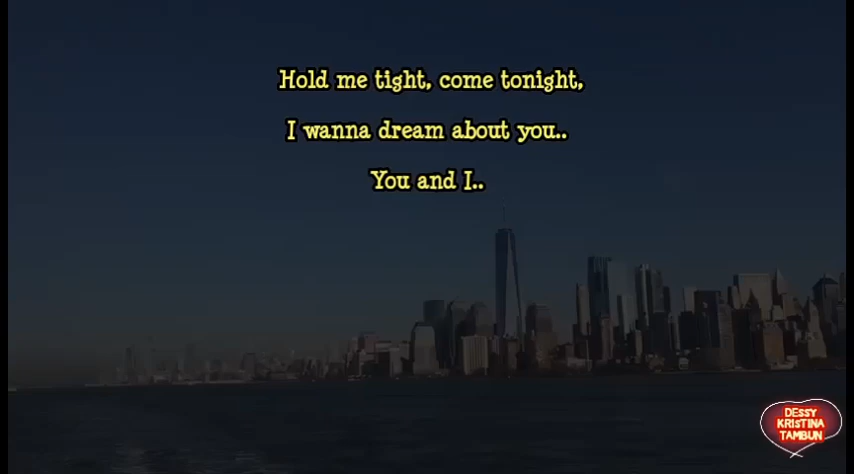 Hold me tight, come tonight,
I wanna dream about you..
You and I..
DESSY
KRISTINA
TAMBUN